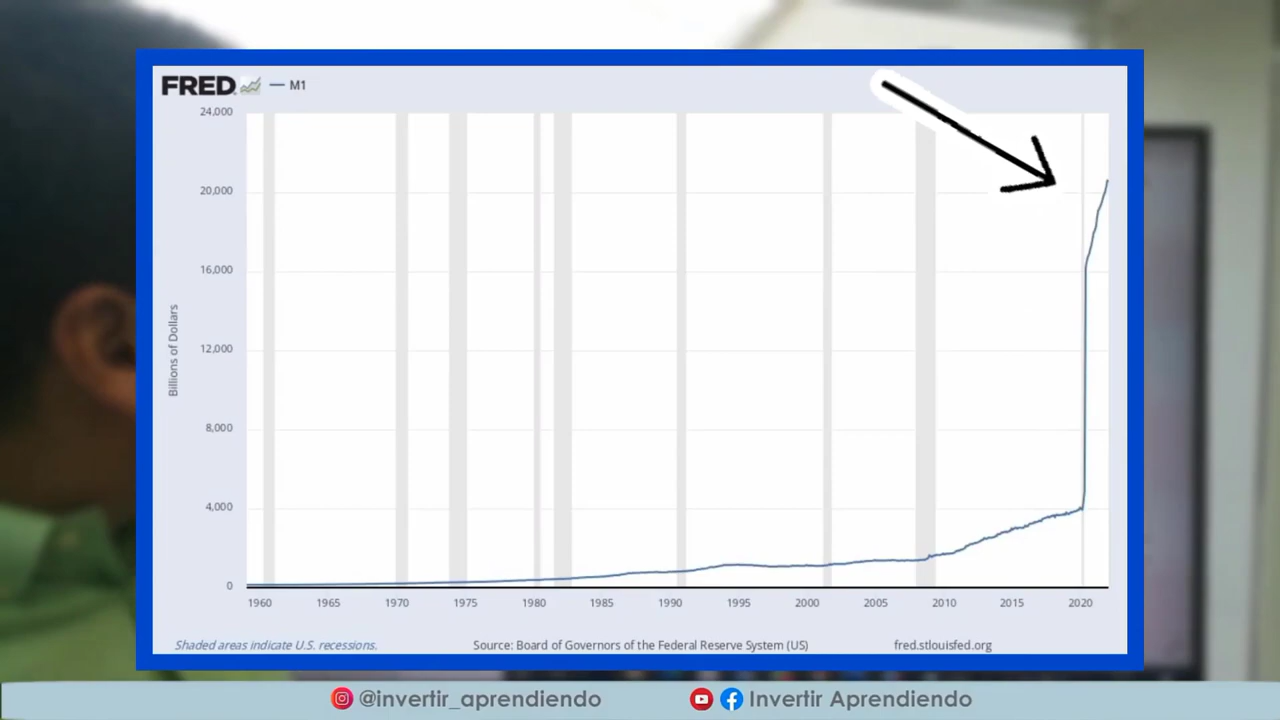 FRED — M1
24,000
20,000
16,000
12,000
8,000
4,000
0
Billions of Dollars
1960 1965 1970 1975 1980 1985 1990 1995 2000 2005 2010 2015 2020
Shaded areas indicate U.S. recessions. Source: Board of Governors of the Federal Reserve System (US) fred.stlouisfed.org
@invertir_aprendiendo Invertir Aprendiendo